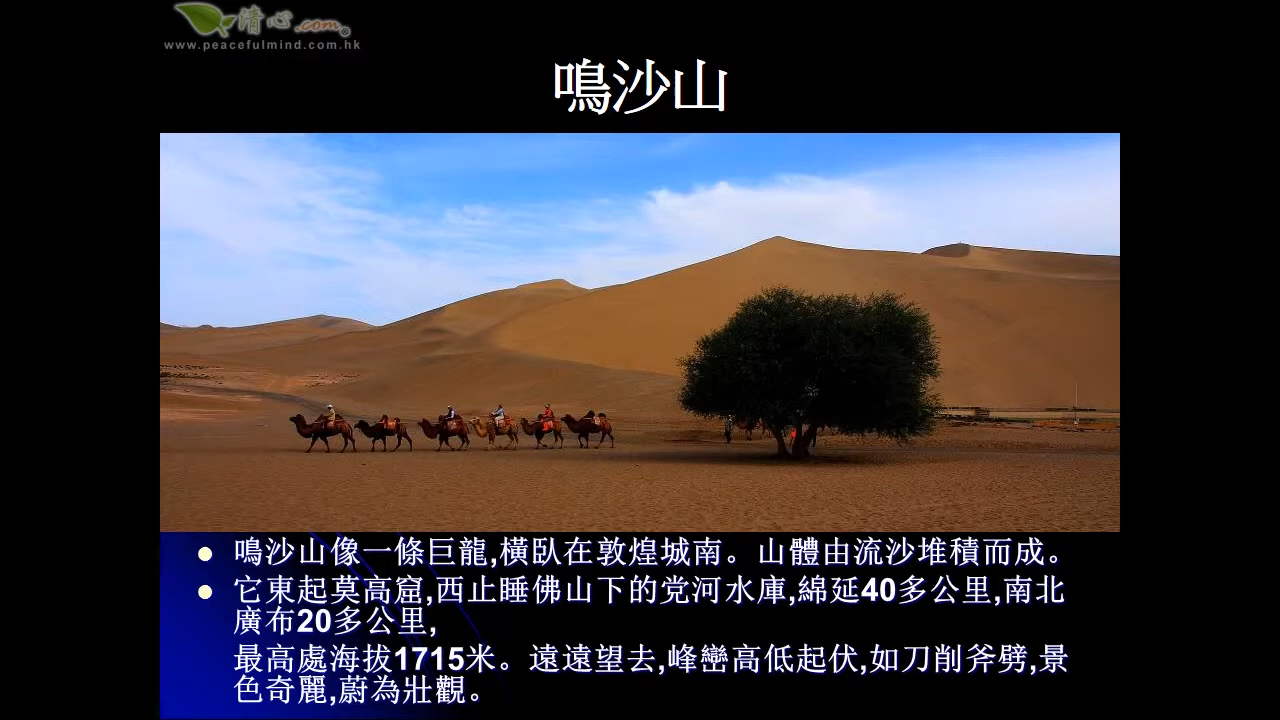 清心.com
www.peacefulmind.com.hk
鳴沙山
鳴沙山像一條巨龍,橫臥在敦煌城南。山體由流沙堆積而成。
它東起莫高窟,西止睡佛山下的党河水庫,綿延40多公里,南北
廣布20多公里,
最高處海拔1715米。遠遠望去,峰巒高低起伏,如刀削斧劈,景
色奇麗,蔚為壯觀。